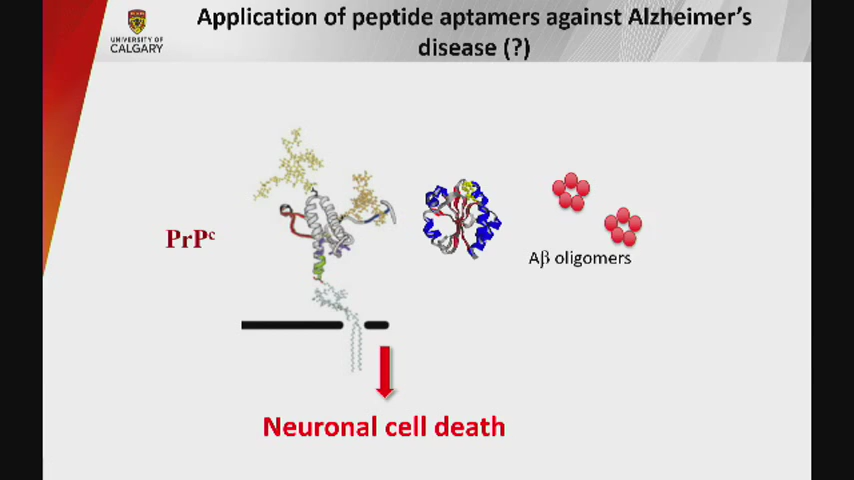 Application of peptide aptamers against Alzheimer's
disease (?)
UNIVERSITY OF
CALGARY
PrPᶜ
Aβ oligomers
Neuronal cell death